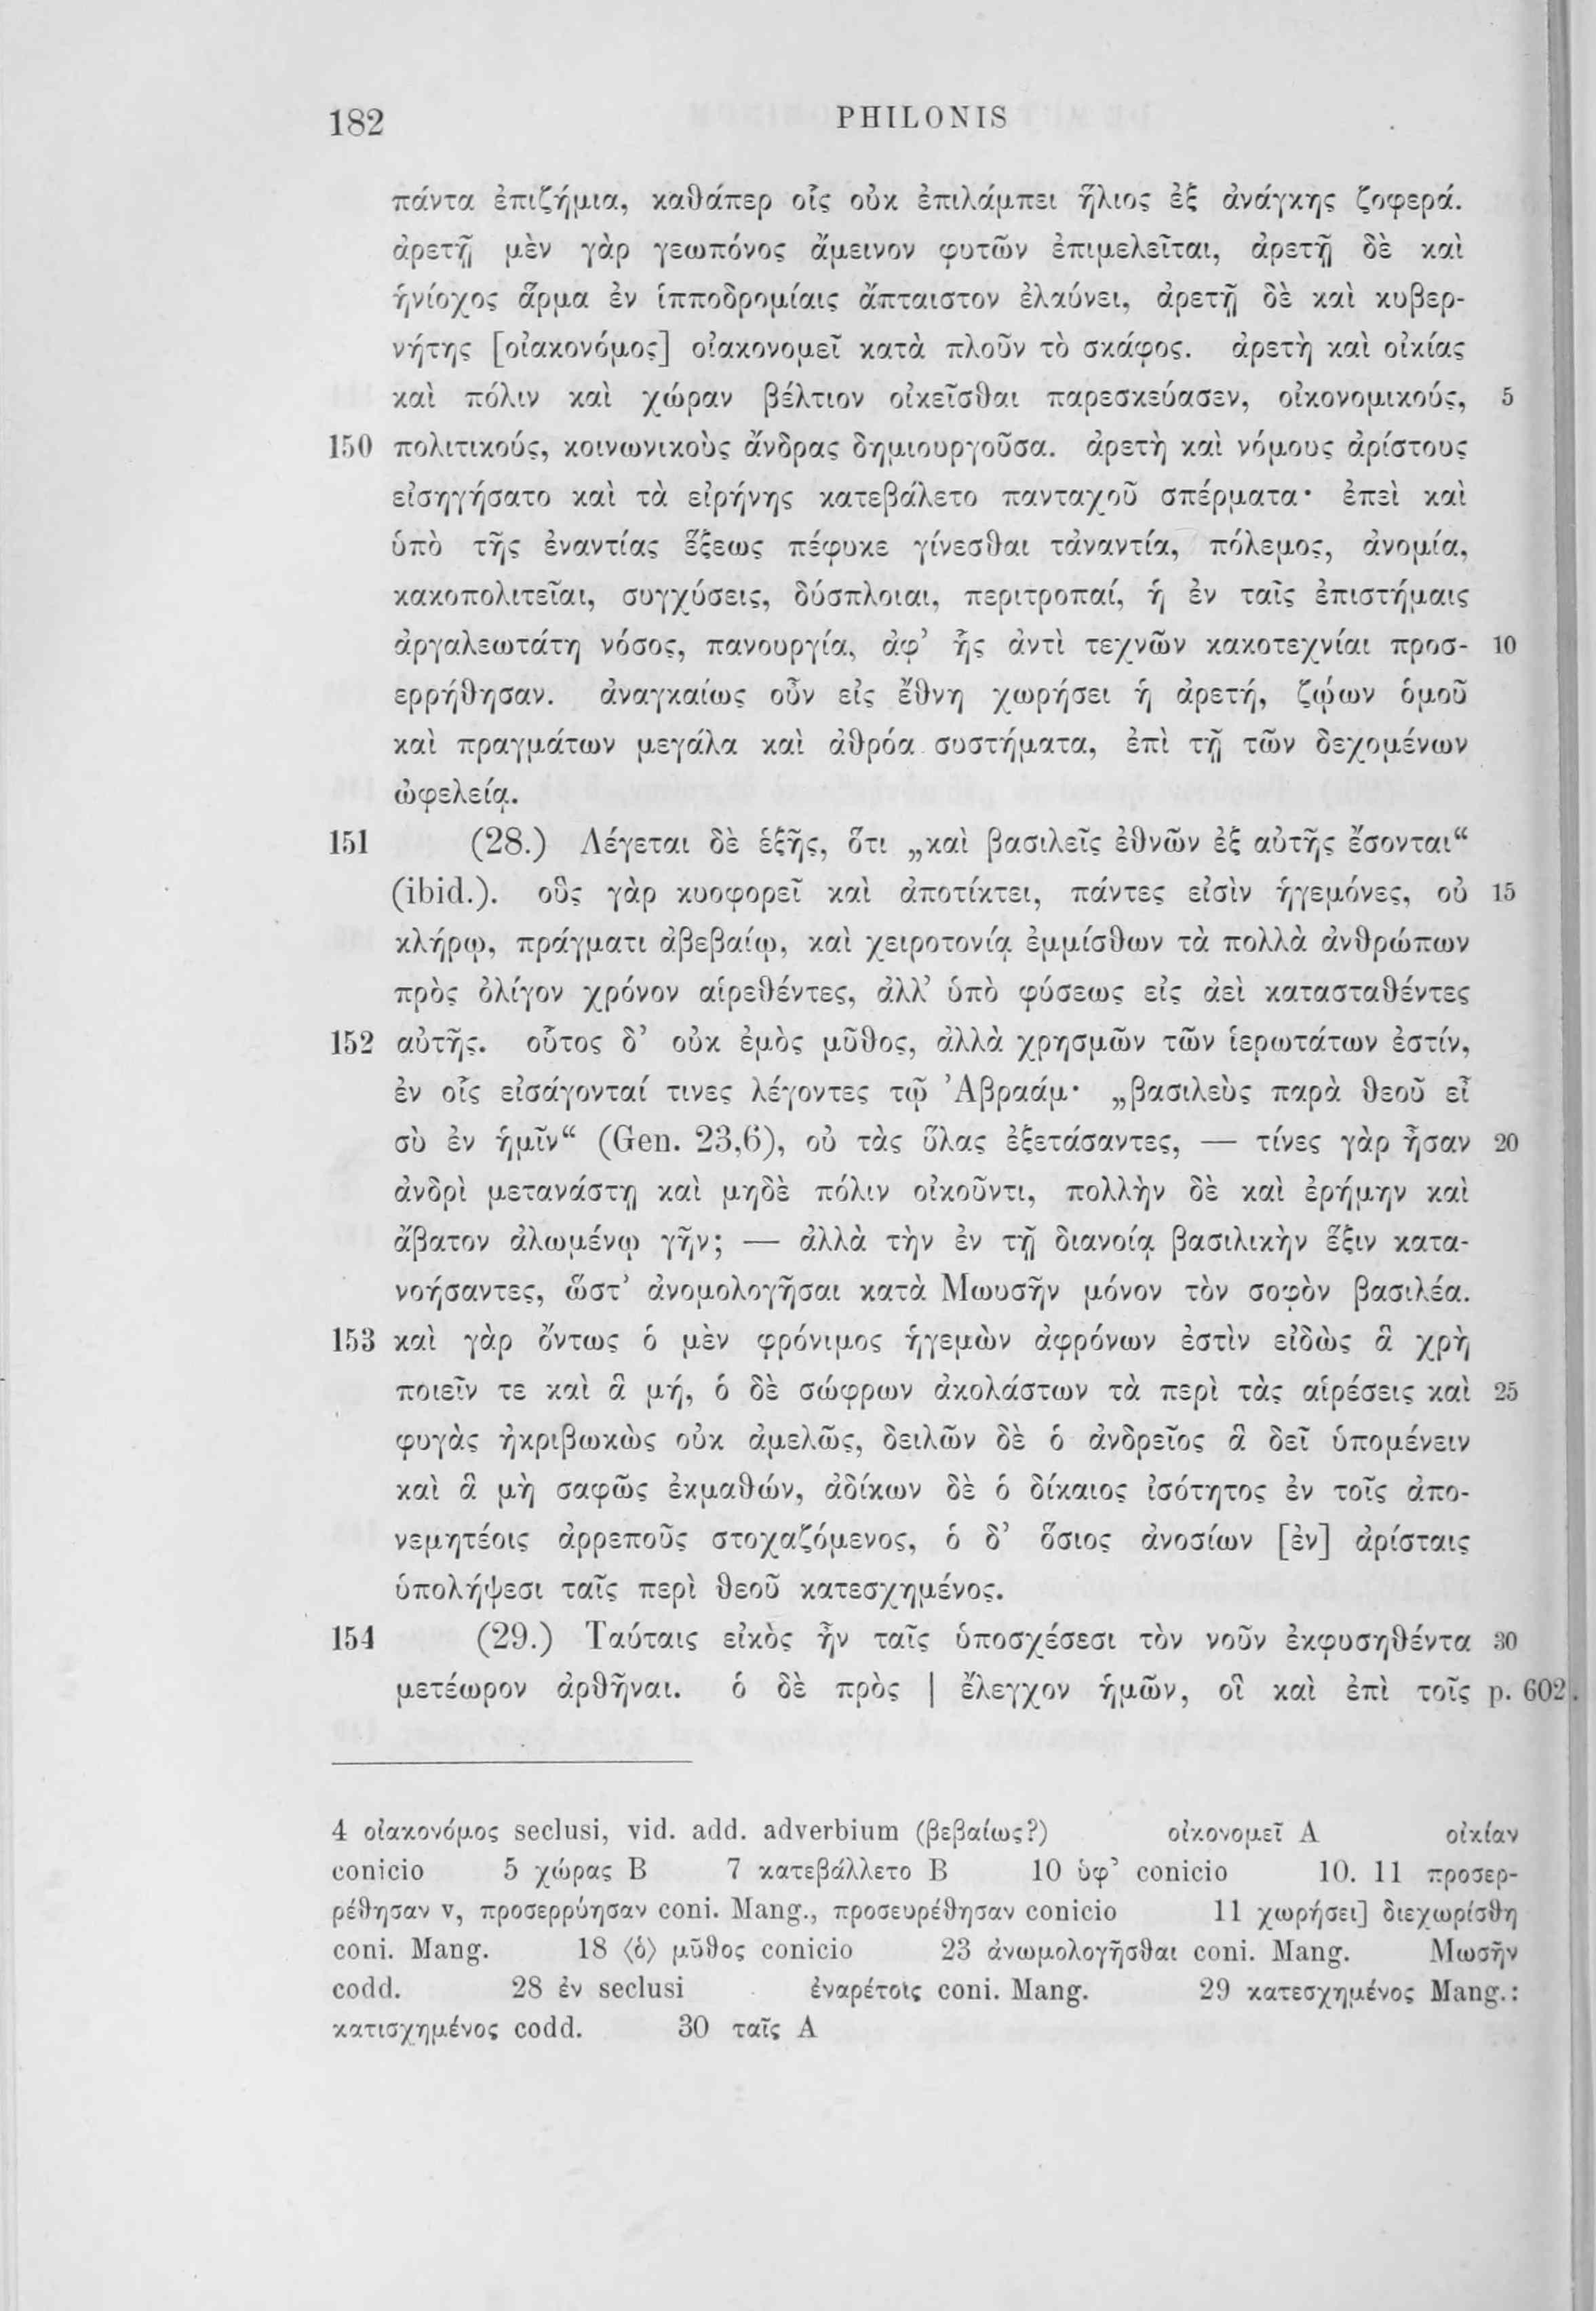 182 PHILONIS
πάντα ἐπιζήμια, καθάπερ οἷς οὐκ ἐπιλάμπει ἥλιος ἐξ ἀνάγκης ζοφερά.
ἀρετῇ μὲν γὰρ γεωπόνος ἄμεινον φυτῶν ἐπιμελεῖται, ἀρετῇ δὲ καὶ
ἡνίοχος ἅρμα ἐν ἱπποδρομίαις ἄπταιστον ἐλαύνει, ἀρετῇ δὲ καὶ κυβερ-
νήτης [οἰακονόμος] οἰακονομεῖ κατὰ πλοῦν τὸ σκάφος. ἀρετὴ καὶ οἰκίας
καὶ πόλιν καὶ χώραν βέλτιον οἰκεῖσθαι παρεσκεύασεν, οἰκονομικούς, 5
150 πολιτικούς, κοινωνικοὺς ἄνδρας δημιουργοῦσα. ἀρετὴ καὶ νόμους ἀρίστους
εἰσηγήσατο καὶ τὰ εἰρήνης κατεβάλετο πανταχοῦ σπέρματα· ἐπεὶ καὶ
ὑπὸ τῆς ἐναντίας ἕξεως πέφυκε γίνεσθαι τἀναντία, πόλεμος, ἀνομία,
κακοπολιτεῖαι, συγχύσεις, δύσπλοιαι, περιτροπαί, ἡ ἐν ταῖς ἐπιστήμαις
ἀργαλεωτάτη νόσος, πανουργία, ἀφ’ ἧς ἀντὶ τεχνῶν κακοτεχνίαι προσ- 10
ερρήθησαν. ἀναγκαίως οὖν εἰς ἔθνη χωρήσει ἡ ἀρετή, ζῴων ὁμοῦ
καὶ πραγμάτων μεγάλα καὶ ἀθρόα συστήματα, ἐπὶ τῇ τῶν δεχομένων
ὠφελείᾳ.
151 (28.) Λέγεται δὲ ἑξῆς, ὅτι „καὶ βασιλεῖς ἐθνῶν ἐξ αὐτῆς ἔσονται“
(ibid.). οὓς γὰρ κυοφορεῖ καὶ ἀποτίκτει, πάντες εἰσὶν ἡγεμόνες, οὐ 15
κλήρῳ, πράγματι ἀβεβαίῳ, καὶ χειροτονίᾳ ἐμμίσθων τὰ πολλὰ ἀνθρώπων
πρὸς ὀλίγον χρόνον αἱρεθέντες, ἀλλ’ ὑπὸ φύσεως εἰς ἀεὶ κατασταθέντες
152 αὐτῆς. οὗτος δ’ οὐκ ἐμὸς μῦθος, ἀλλὰ χρησμῶν τῶν ἱερωτάτων ἐστίν,
ἐν οἷς εἰσάγονταί τινες λέγοντες τῷ Ἀβραάμ· „βασιλεὺς παρὰ θεοῦ εἶ
σὺ ἐν ἡμῖν“ (Gen. 23,6), οὐ τὰς ὕλας ἐξετάσαντες, — τίνες γὰρ ἦσαν 20
ἀνδρὶ μετανάστῃ καὶ μηδὲ πόλιν οἰκοῦντι, πολλὴν δὲ καὶ ἐρήμην καὶ
ἄβατον ἀλωμένῳ γῆν; — ἀλλὰ τὴν ἐν τῇ διανοίᾳ βασιλικὴν ἕξιν κατα-
νοήσαντες, ὥστ’ ἀνομολογῆσαι κατὰ Μωυσῆν μόνον τὸν σοφὸν βασιλέα.
153 καὶ γὰρ ὄντως ὁ μὲν φρόνιμος ἡγεμὼν ἀφρόνων ἐστὶν εἰδὼς ἃ χρὴ
ποιεῖν τε καὶ ἃ μή, ὁ δὲ σώφρων ἀκολάστων τὰ περὶ τὰς αἱρέσεις καὶ 25
φυγὰς ἠκριβωκὼς οὐκ ἀμελῶς, δειλῶν δὲ ὁ ἀνδρεῖος ἃ δεῖ ὑπομένειν
καὶ ἃ μὴ σαφῶς ἐκμαθών, ἀδίκων δὲ ὁ δίκαιος ἰσότητος ἐν τοῖς ἀπο-
νεμητέοις ἀρρεποῦς στοχαζόμενος, ὁ δ’ ὅσιος ἀνοσίων [ἐν] ἀρίσταις
ὑπολήψεσι ταῖς περὶ θεοῦ κατεσχημένος.
154 (29.) Ταύταις εἰκὸς ἦν ταῖς ὑποσχέσεσι τὸν νοῦν ἐκφυσηθέντα 30
μετέωρον ἀρθῆναι. ὁ δὲ πρὸς | ἔλεγχον ἡμῶν, οἳ καὶ ἐπὶ τοῖς p. 602.
4 οἰακονόμος seclusi, vid. add. adverbium (βεβαίως?) οἰκονομεῖ A οἰκίαν
conicio 5 χώρας B 7 κατεβάλλετο B 10 ὑφ’ conicio 10. 11 προσερ-
ρέθησαν v, προσερρύησαν coni. Mang., προσευρέθησαν conicio 11 χωρήσει] διεχωρίσθη
coni. Mang. 18 ⟨ὁ⟩ μῦθος conicio 23 ἀνωμολογῆσθαι coni. Mang. Μωσῆν
codd. 28 ἐν seclusi ἐναρέτοις coni. Mang. 29 κατεσχημένος Mang.:
κατισχημένος codd. 30 ταῖς A